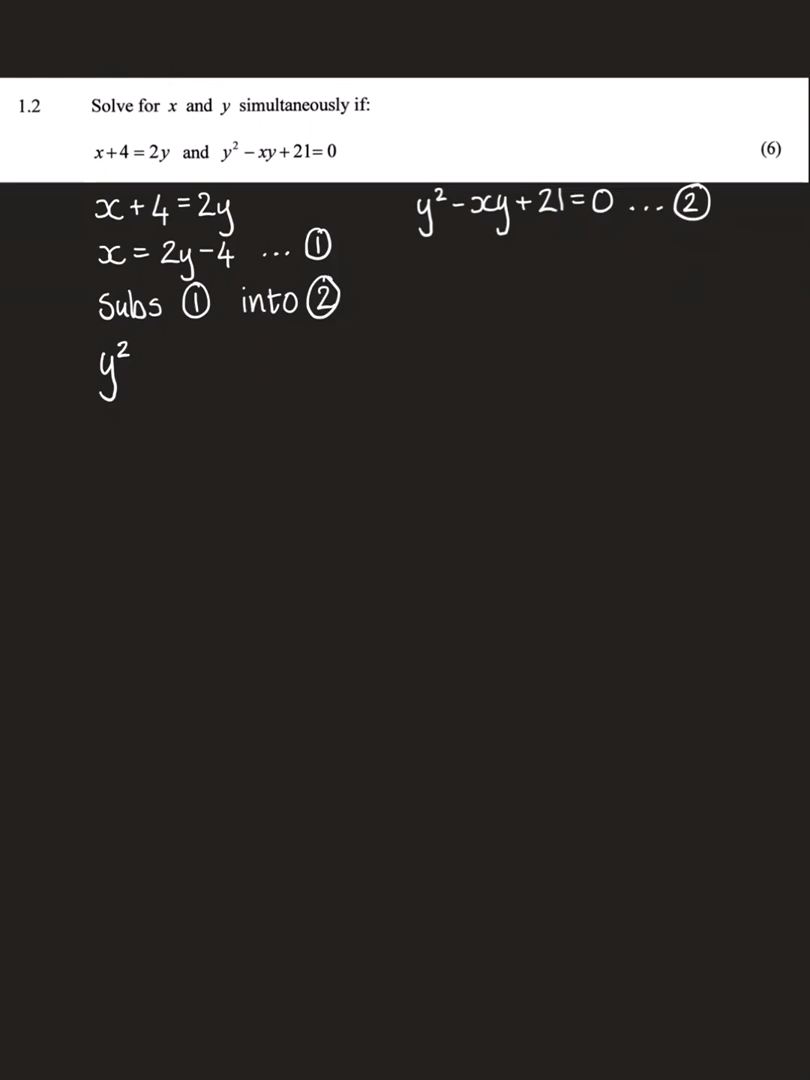 1.2 Solve for x and y simultaneously if:
x+4=2y and y² − xy+21=0 (6)
x+4=2y y²-xy+21=0 ... ②
x=2y-4 ... ①
Subs ① into ②
y²